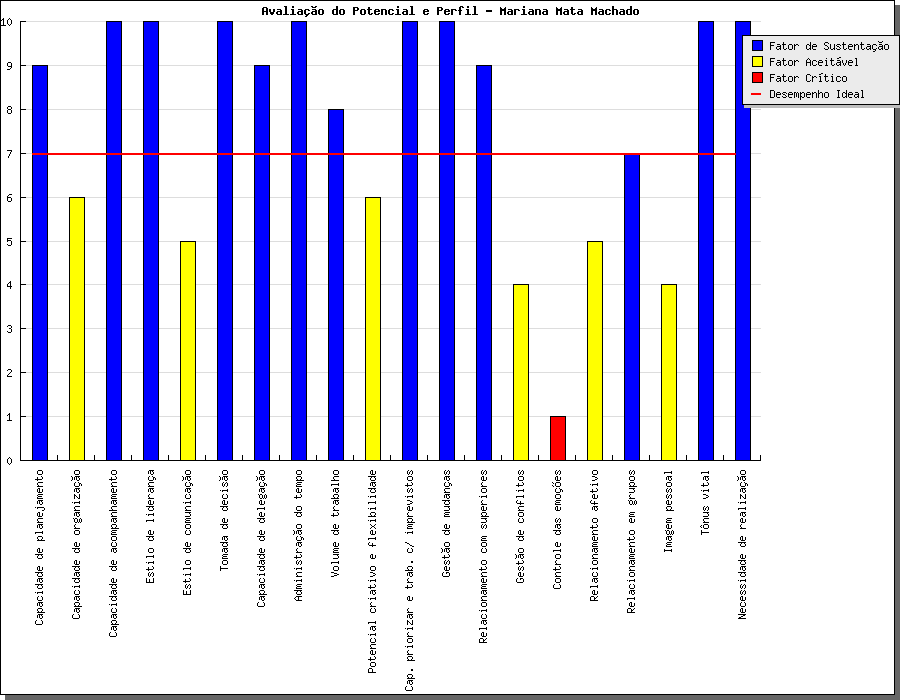 Avaliação do Potencial e Perfil - Mariana Mata Machado
Fator de Sustentação
Fator Aceitável
Fator Crítico
Desempenho Ideal
10
9
8
7
6
5
4
3
2
1
0
Capacidade de planejamento
Capacidade de organização
Capacidade de acompanhamento
Estilo de liderança
Estilo de comunicação
Tomada de decisão
Capacidade de delegação
Administração do tempo
Volume de trabalho
Potencial criativo e flexibilidade
Cap. priorizar e trab. c/ imprevistos
Gestão de mudanças
Relacionamento com superiores
Gestão de conflitos
Controle das emoções
Relacionamento afetivo
Relacionamento em grupos
Imagem pessoal
Tônus vital
Necessidade de realização